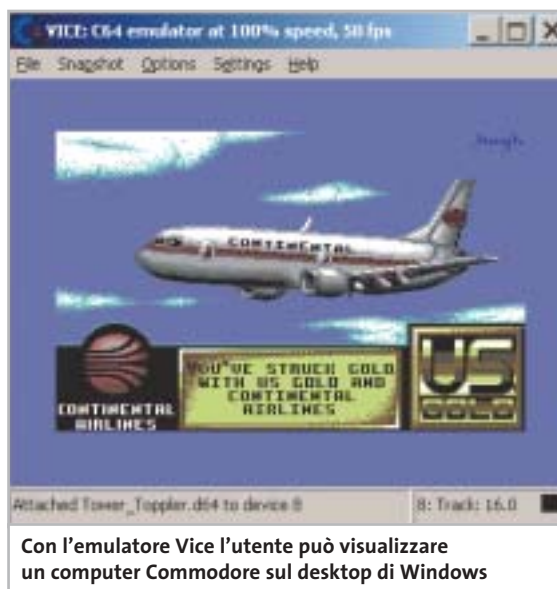 VICE: C64 emulator at 100% speed, 50 fps
File Snapshot Options Settings Help
CONTINENTAL
CONTINENTAL
AIRLINES
YOU'VE STRUCK GOLD
WITH US GOLD AND
CONTINENTAL
AIRLINES
US
GOLD
Attached Tower_Toppler.d64 to device 8
8: Track: 16.0
Con l'emulatore Vice l'utente può visualizzare
un computer Commodore sul desktop di Windows